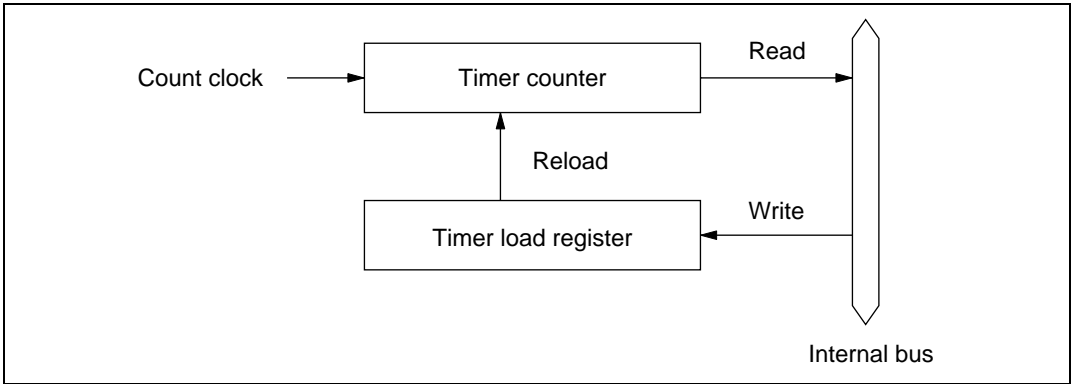 Read
Count clock
Timer counter
Reload
Write
Timer load register
Internal bus